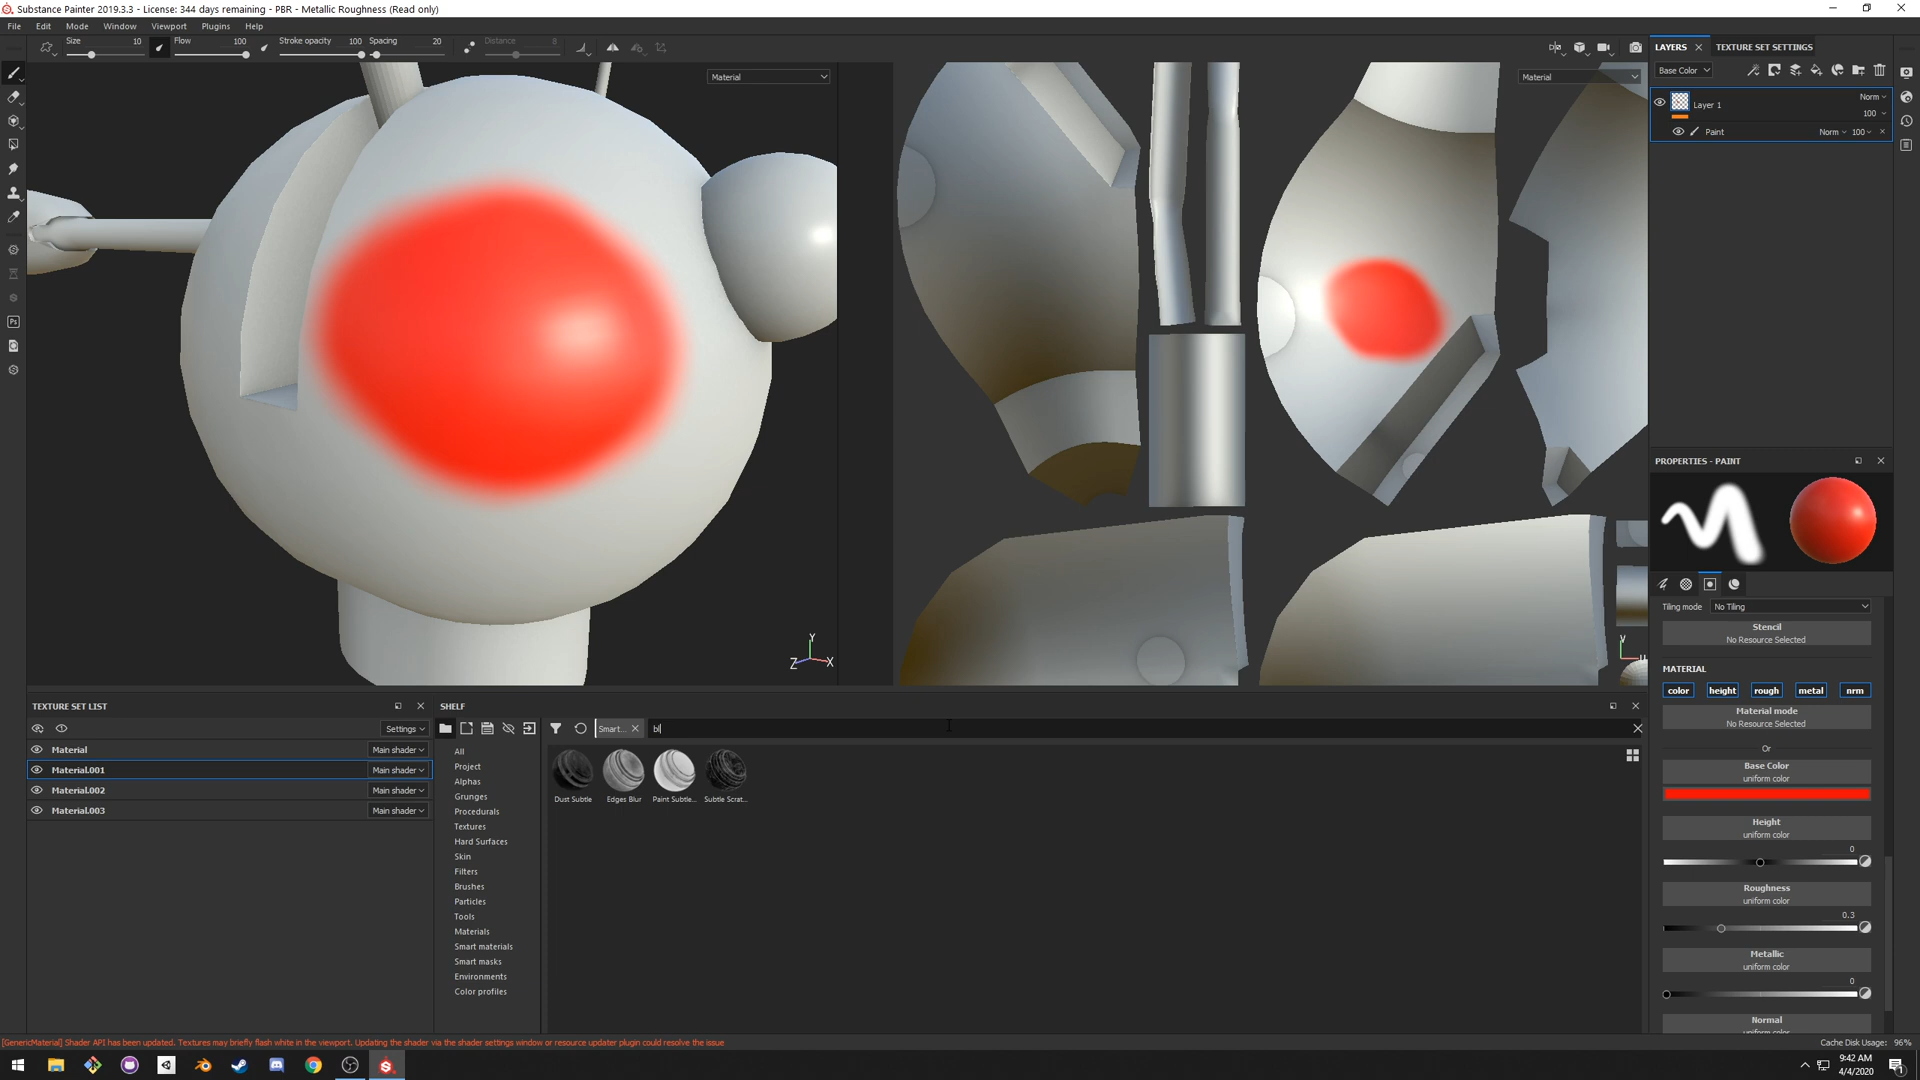 Substance Painter 2019.3.3 - License: 344 days remaining - PBR - Metallic Roughness (Read only)
File Edit Mode Window Viewport Plugins Help
Size 10 Flow 100 Stroke opacity 100 Spacing 20 Distance 8
Material
Material
Y
Z X
V
U
LAYERS TEXTURE SET SETTINGS
Base Color
Layer 1 Norm
100
Paint Norm 100
PROPERTIES - PAINT
Tiling mode No Tiling
Stencil
No Resource Selected
MATERIAL
color height rough metal nrm
Material mode
No Resource Selected
Or
Base Color
uniform color
Height
uniform color
0
Roughness
uniform color
0.3
Metallic
uniform color
0
Normal
uniform color
TEXTURE SET LIST
Settings
Material Main shader
Material.001 Main shader
Material.002 Main shader
Material.003 Main shader
SHELF
Smart... bl
All
Project
Alphas
Grunges
Procedurals
Textures
Hard Surfaces
Skin
Filters
Brushes
Particles
Tools
Materials
Smart materials
Smart masks
Environments
Color profiles
Dust Subtle Edges Blur Paint Subtle... Subtle Scrat...
[GenericMaterial] Shader API has been updated. Textures may briefly flash white in the viewport. Updating the shader via the shader settings window or resource updater plugin could resolve the issue
Cache Disk Usage: 96%
Ps
9:42 AM
4/4/2020
1